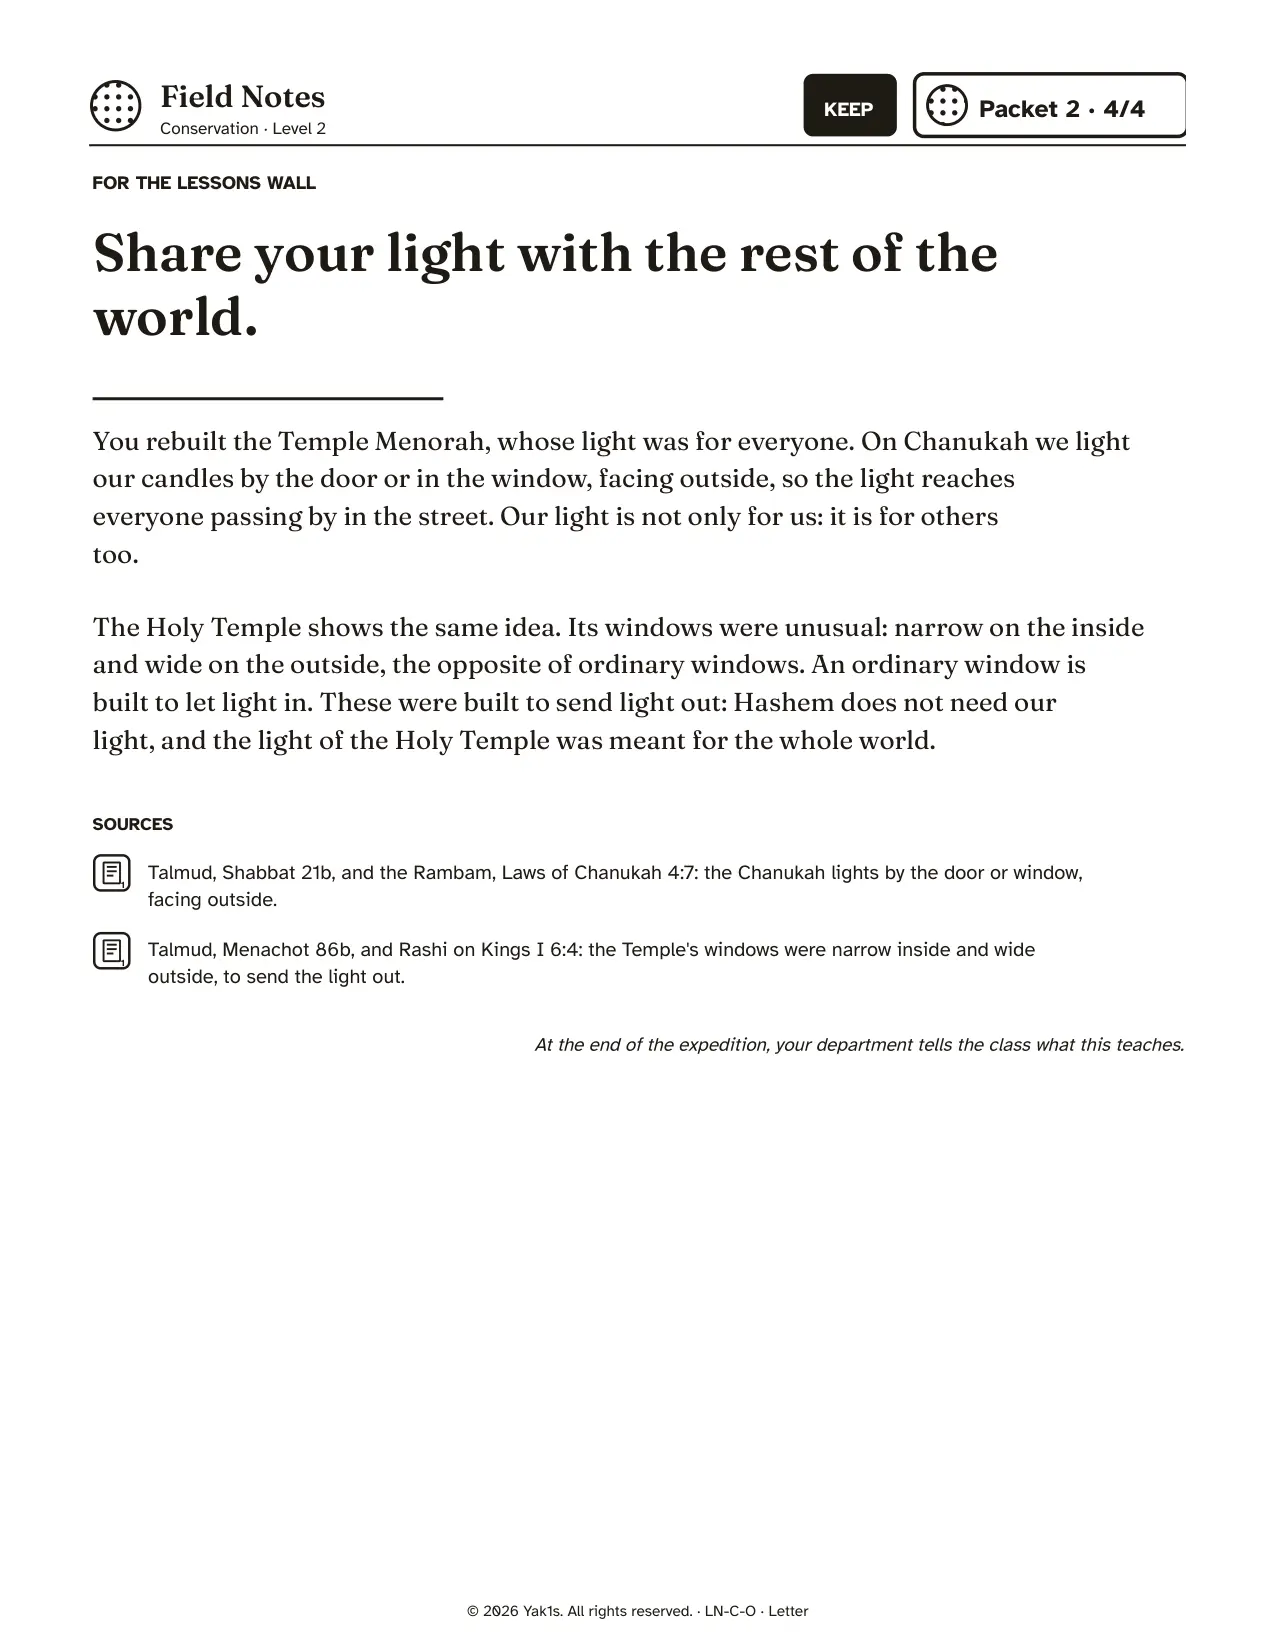 Field Notes
Conservation · Level 2
KEEP
Packet 2 · 4/4
FOR THE LESSONS WALL
Share your light with the rest of the
world.
You rebuilt the Temple Menorah, whose light was for everyone. On Chanukah we light
our candles by the door or in the window, facing outside, so the light reaches
everyone passing by in the street. Our light is not only for us: it is for others
too.
The Holy Temple shows the same idea. Its windows were unusual: narrow on the inside
and wide on the outside, the opposite of ordinary windows. An ordinary window is
built to let light in. These were built to send light out: Hashem does not need our
light, and the light of the Holy Temple was meant for the whole world.
SOURCES
Talmud, Shabbat 21b, and the Rambam, Laws of Chanukah 4:7: the Chanukah lights by the door or window,
facing outside.
Talmud, Menachot 86b, and Rashi on Kings I 6:4: the Temple's windows were narrow inside and wide
outside, to send the light out.
At the end of the expedition, your department tells the class what this teaches.
© 2026 Yak1s. All rights reserved. · LN-C-O · Letter